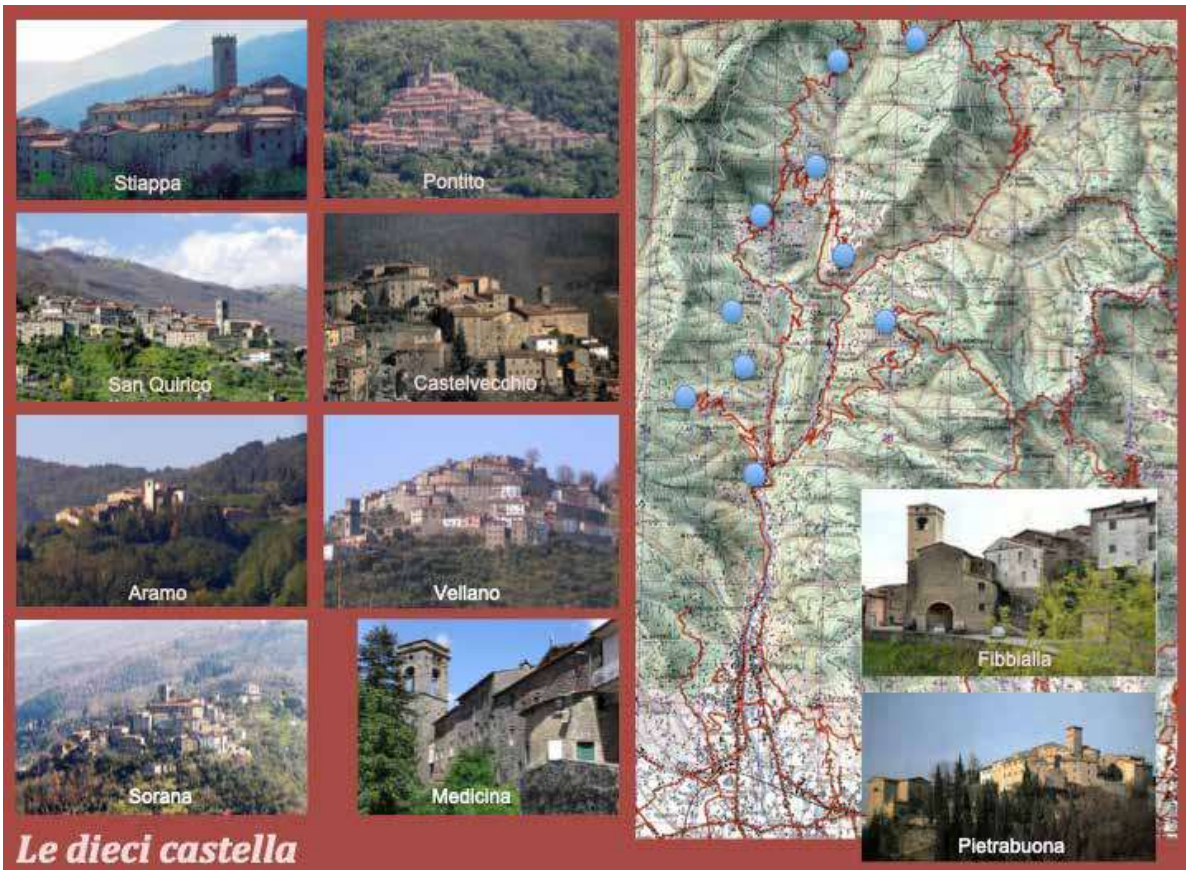 Stiappa
Pontito
San Quirico
Castelvecchio
Aramo
Vellano
Sorana
Medicina
Fibbialla
Pietrabuona
Le dieci castella